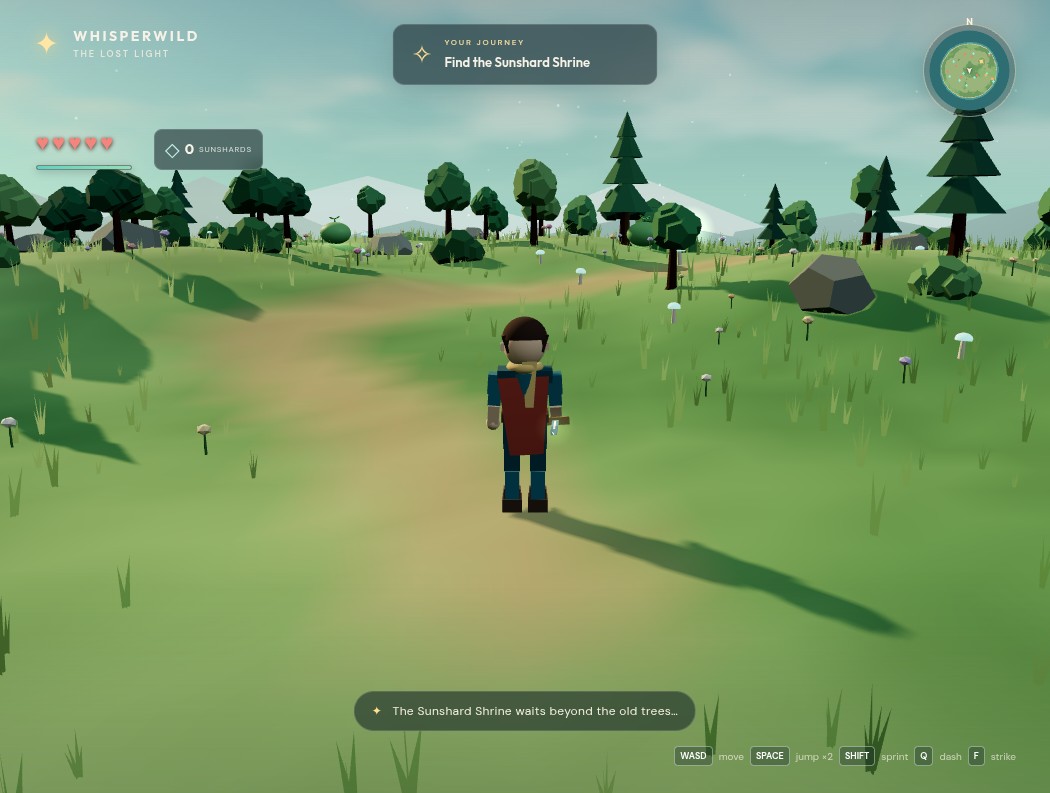 WHISPERWILD
THE LOST LIGHT
YOUR JOURNEY
Find the Sunshard Shrine
N
0 SUNSHARDS
The Sunshard Shrine waits beyond the old trees…
WASD move SPACE jump ×2 SHIFT sprint Q dash F strike